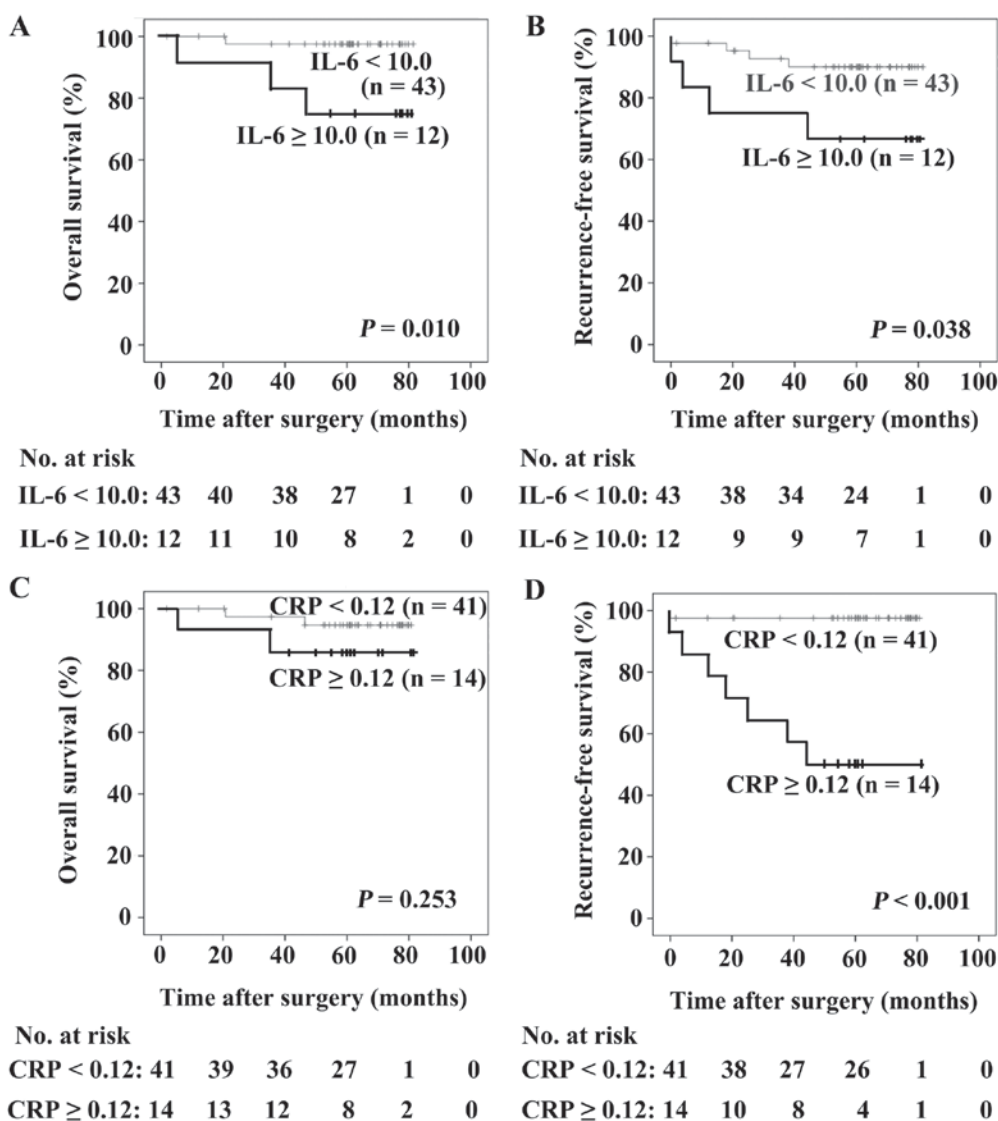 A
Overall survival (%)
100
80
60
40
20
0
IL-6 < 10.0
(n = 43)
IL-6 ≥ 10.0 (n = 12)
P = 0.010
0 20 40 60 80 100
Time after surgery (months)
No. at risk
IL-6 < 10.0: 43 40 38 27 1 0
IL-6 ≥ 10.0: 12 11 10 8 2 0
B
Recurrence-free survival (%)
100
80
60
40
20
0
IL-6 < 10.0 (n = 43)
IL-6 ≥ 10.0 (n = 12)
P = 0.038
0 20 40 60 80 100
Time after surgery (months)
No. at risk
IL-6 < 10.0: 43 38 34 24 1 0
IL-6 ≥ 10.0: 12 9 9 7 1 0
C
Overall survival (%)
100
80
60
40
20
0
CRP < 0.12 (n = 41)
CRP ≥ 0.12 (n = 14)
P = 0.253
0 20 40 60 80 100
Time after surgery (months)
No. at risk
CRP < 0.12: 41 39 36 27 1 0
CRP ≥ 0.12: 14 13 12 8 2 0
D
Recurrence-free survival (%)
100
80
60
40
20
0
CRP < 0.12 (n = 41)
CRP ≥ 0.12 (n = 14)
P < 0.001
0 20 40 60 80 100
Time after surgery (months)
No. at risk
CRP < 0.12: 41 38 27 26 1 0
CRP ≥ 0.12: 14 10 8 4 1 0